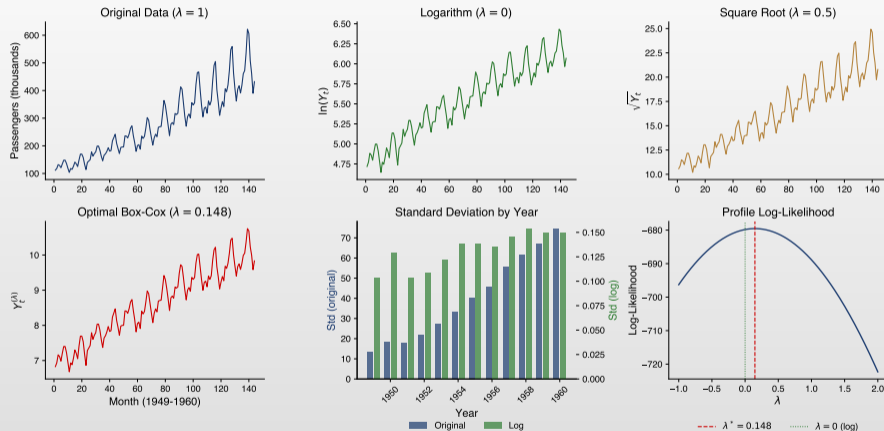 Original Data (λ = 1)
Passengers (thousands)
600
500
400
300
200
100
0 20 40 60 80 100 120 140
Logarithm (λ = 0)
ln(Yₜ)
6.50
6.25
6.00
5.75
5.50
5.25
5.00
4.75
0 20 40 60 80 100 120 140
Square Root (λ = 0.5)
√Yₜ
25.0
22.5
20.0
17.5
15.0
12.5
10.0
0 20 40 60 80 100 120 140
Optimal Box-Cox (λ = 0.148)
Yₜ^(λ)
10
9
8
7
0 20 40 60 80 100 120 140
Month (1949-1960)
Standard Deviation by Year
Std (original)
70
60
50
40
30
20
10
0
1950 1952 1954 1956 1958 1960
Year
Std (log)
0.150
0.125
0.100
0.075
0.050
0.025
0.000
Original Log
Profile Log-Likelihood
Log-Likelihood
−680
−690
−700
−710
−720
−1.0 −0.5 0.0 0.5 1.0 1.5 2.0
λ
λ* = 0.148 λ = 0 (log)